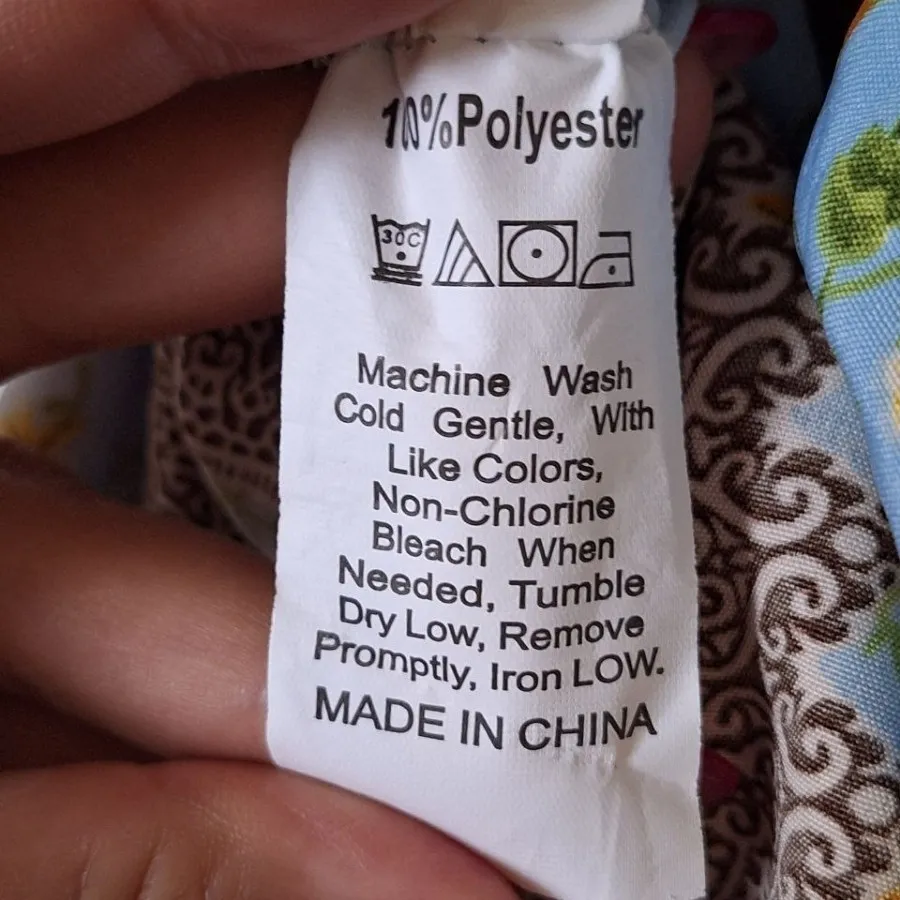 100%Polyester
30C
Machine Wash
Cold Gentle, With
Like Colors,
Non-Chlorine
Bleach When
Needed, Tumble
Dry Low, Remove
Promptly, Iron LOW.
MADE IN CHINA